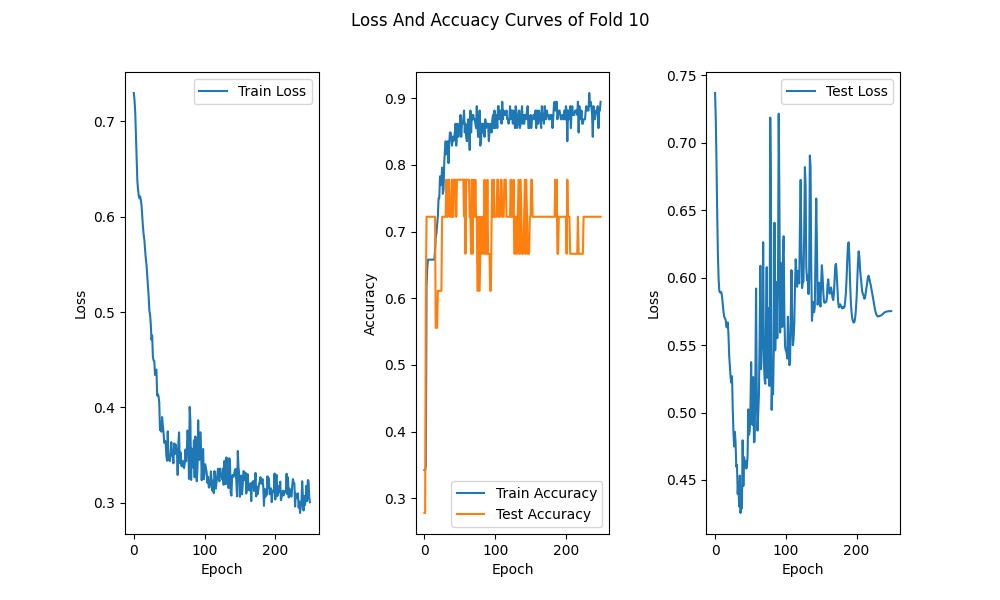 Loss And Accuacy Curves of Fold 10
Train Loss
0.7
0.6
0.5
0.4
0.3
Loss
0
100
200
Epoch
0.9
0.8
0.7
0.6
0.5
0.4
0.3
Accuracy
Train Accuracy
Test Accuracy
0
100
200
Epoch
Test Loss
0.75
0.70
0.65
0.60
0.55
0.50
0.45
Loss
0
100
200
Epoch